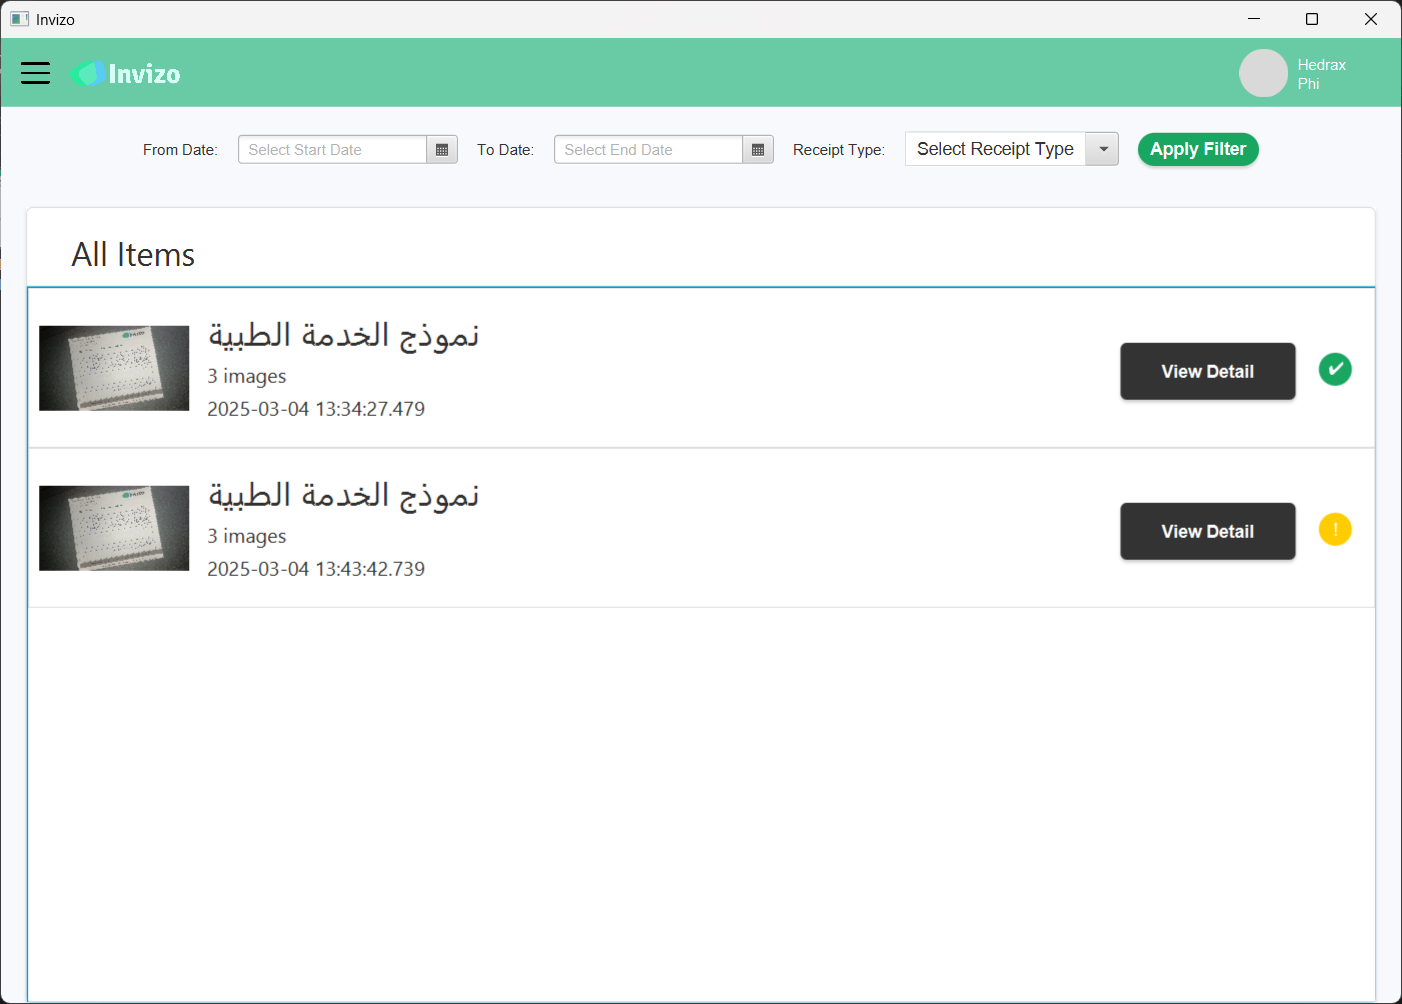 Invizo
Invizo
Hedrax
Phi
From Date:
Select Start Date
To Date:
Select End Date
Receipt Type:
Select Receipt Type
Apply Filter
All Items
نموذج الخدمة الطبية
3 images
2025-03-04 13:34:27.479
View Detail
نموذج الخدمة الطبية
3 images
2025-03-04 13:43:42.739
View Detail